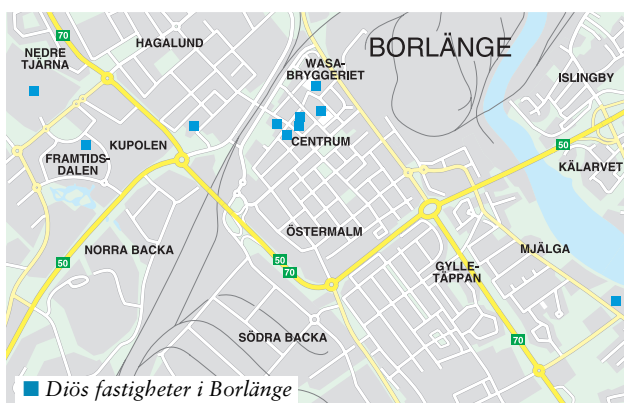 70
HAGALUND
BORLÄNGE
NEDRE
TJÄRNA
WASA-
BRYGGERIET
ISLINGBY
50
KUPOLEN
CENTRUM
FRAMTIDS-
DALEN
KÄLARVET
ÖSTERMALM
NORRA BACKA
MJÄLGA
50
50
70
GYLLE-
TÄPPAN
SÖDRA BACKA
70
Diös fastigheter i Borlänge